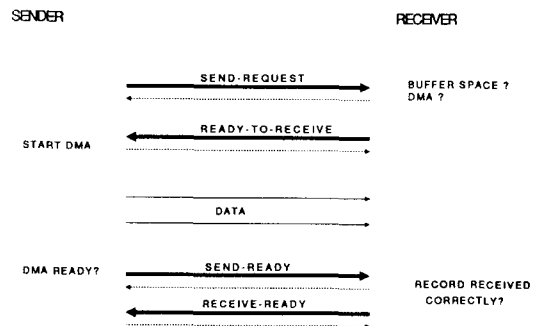 SENDER
RECEIVER
SEND-REQUEST
BUFFER SPACE ?
DMA ?
READY-TO-RECEIVE
START DMA
DATA
DMA READY?
SEND-READY
RECORD RECEIVED
CORRECTLY?
RECEIVE-READY